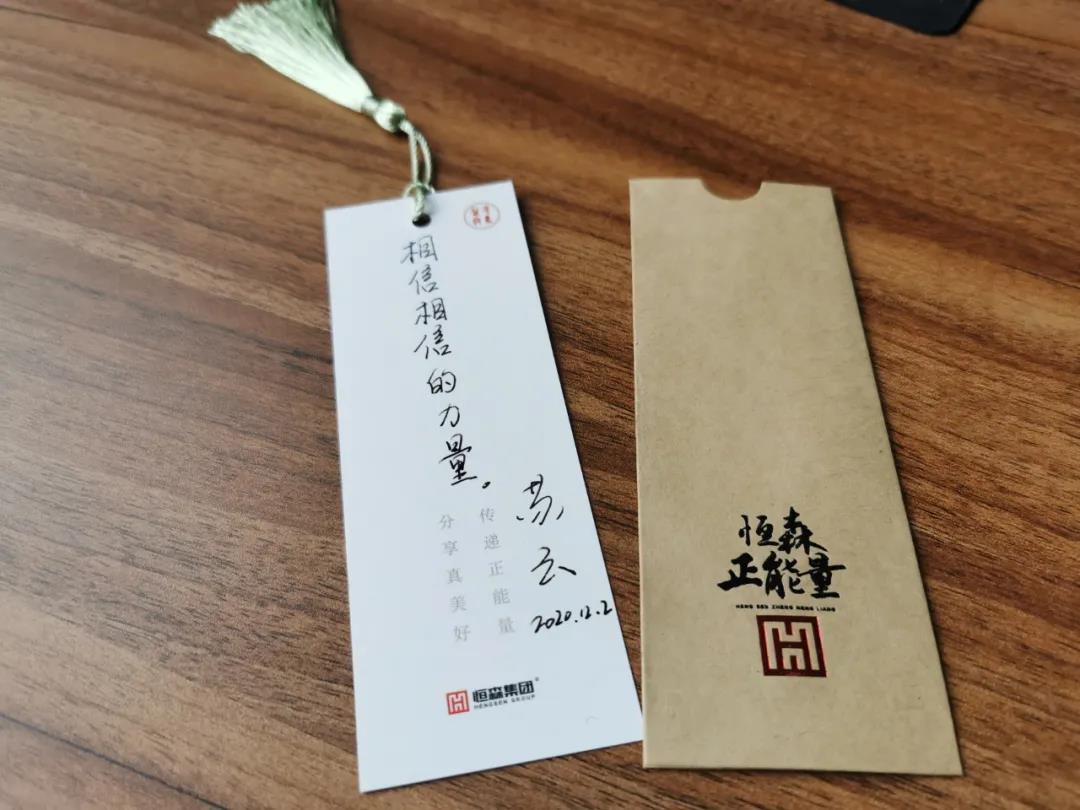 相信相信的力量。
苏云
2020.12.2
传递正能量
分享真美好
恒森集团
HENGSEN GROUP
恒森
正能量
HENG SEN ZHENG NENG LIANG